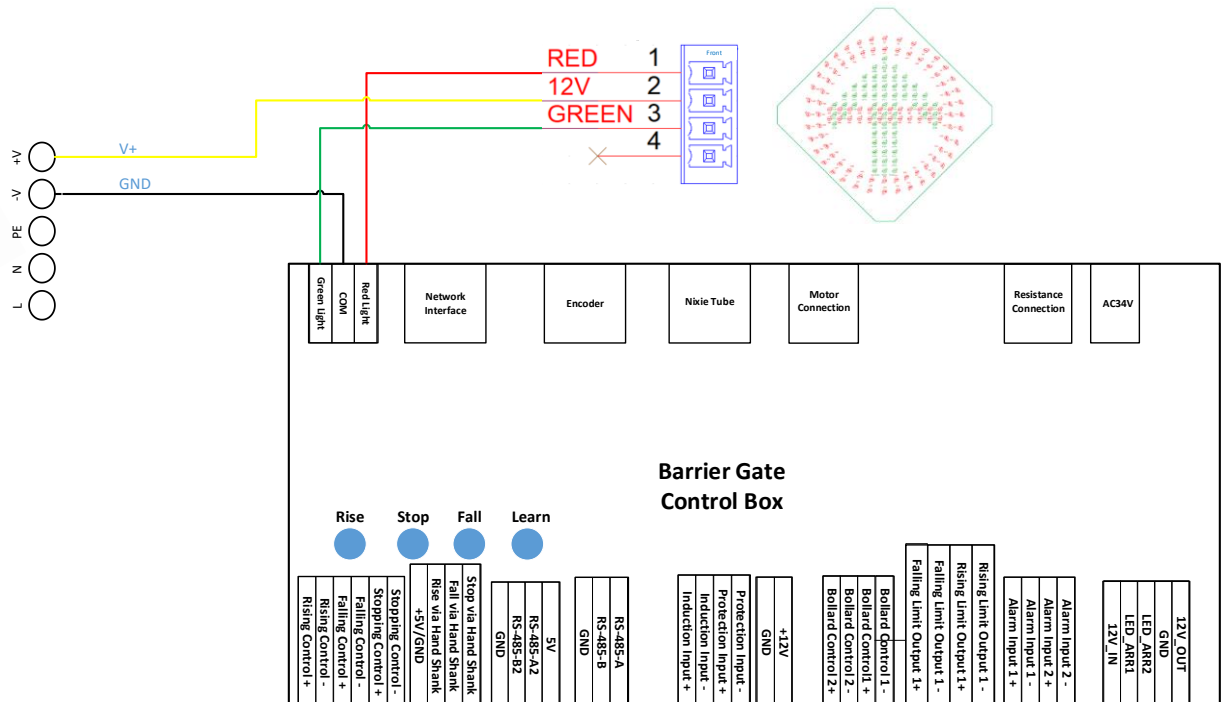 Front
RED 1
12V 2
GREEN 3
4
+V
V+
-V
GND
PE
N
L
Green Light
COM
Red Light
Network
Interface
Encoder
Nixie Tube
Motor
Connection
Resistance
Connection
AC34V
Barrier Gate
Control Box
Rise
Stop
Fall
Learn
Rising Control +
Rising Control -
Falling Control +
Falling Control -
Stopping Control +
Stopping Control -
+5V/GND
Rise via Hand Shank
Fall via Hand Shank
Stop via Hand Shank
GND
RS-485-B2
RS-485-A2
5V
GND
RS-485-B
RS-485-A
Induction Input +
Induction Input -
Protection Input +
Protection Input -
GND
+12V
Bollard Control 2+
Bollard Control 2 -
Bollard Control1 +
Bollard Control 1 -
Falling Limit Output 1+
Falling Limit Output 1 -
Rising Limit Output 1+
Rising Limit Output 1 -
Alarm Input 1 +
Alarm Input 1 -
Alarm Input 2 +
Alarm Input 2 -
12V_IN
LED_ARR1
LED_ARR2
GND
12V_OUT